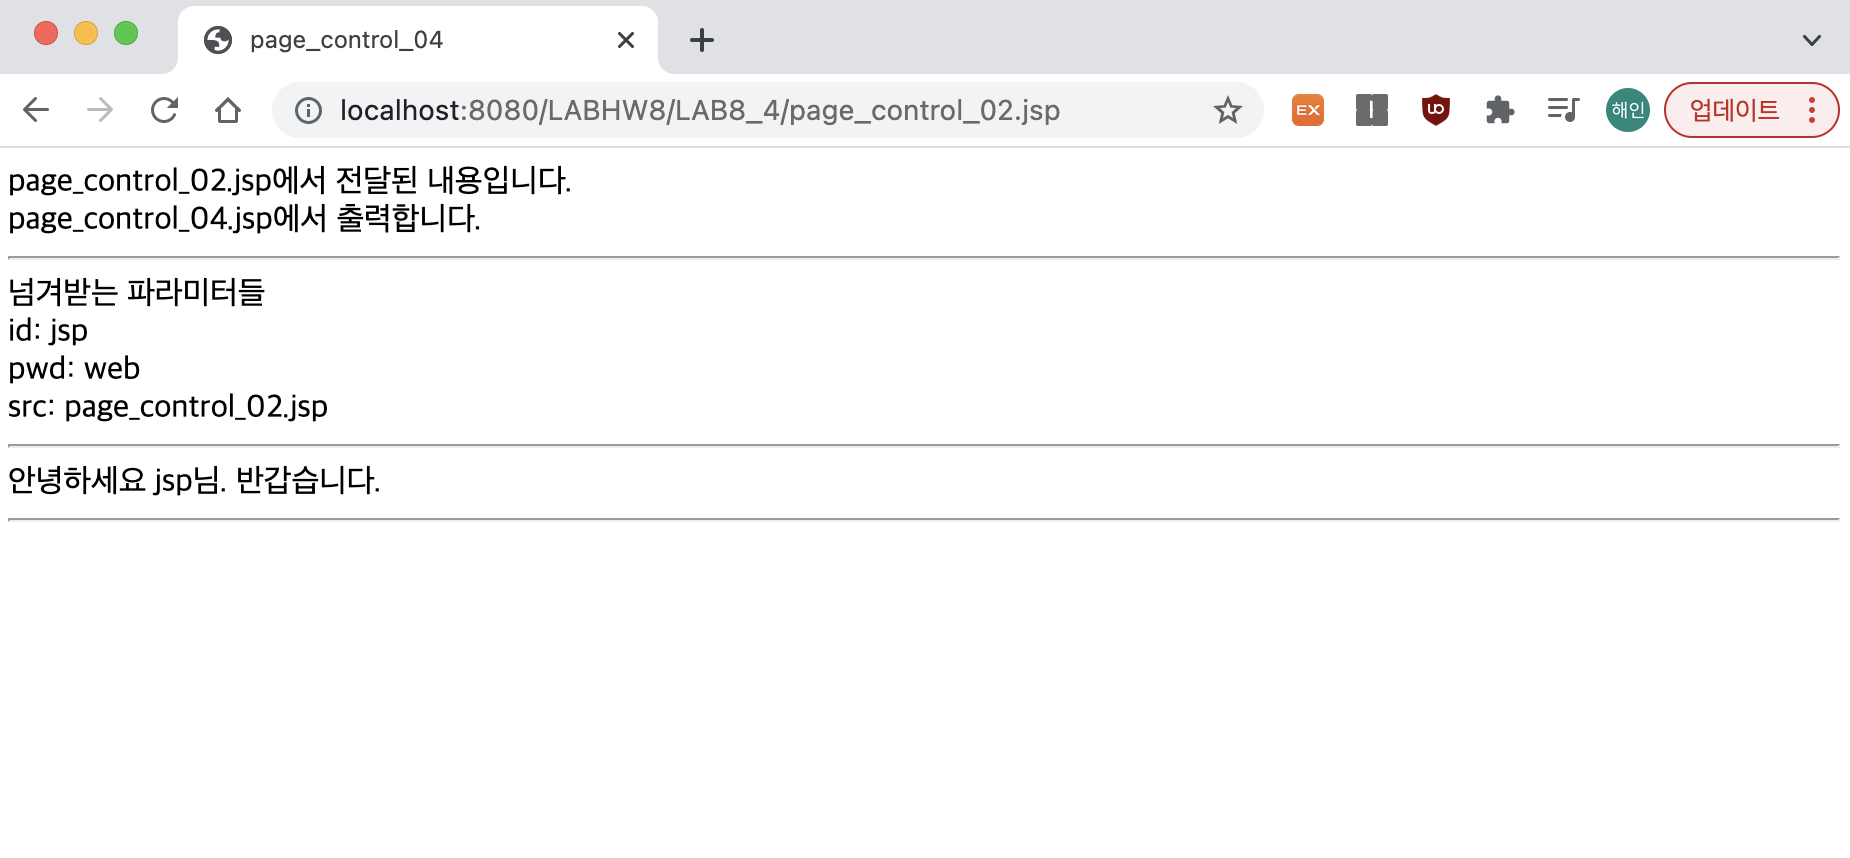 page_control_04
localhost:8080/LABHW8/LAB8_4/page_control_02.jsp
EX
UO
해인
업데이트
page_control_02.jsp에서 전달된 내용입니다.
page_control_04.jsp에서 출력합니다.
넘겨받는 파라미터들
id: jsp
pwd: web
src: page_control_02.jsp
안녕하세요 jsp님. 반갑습니다.